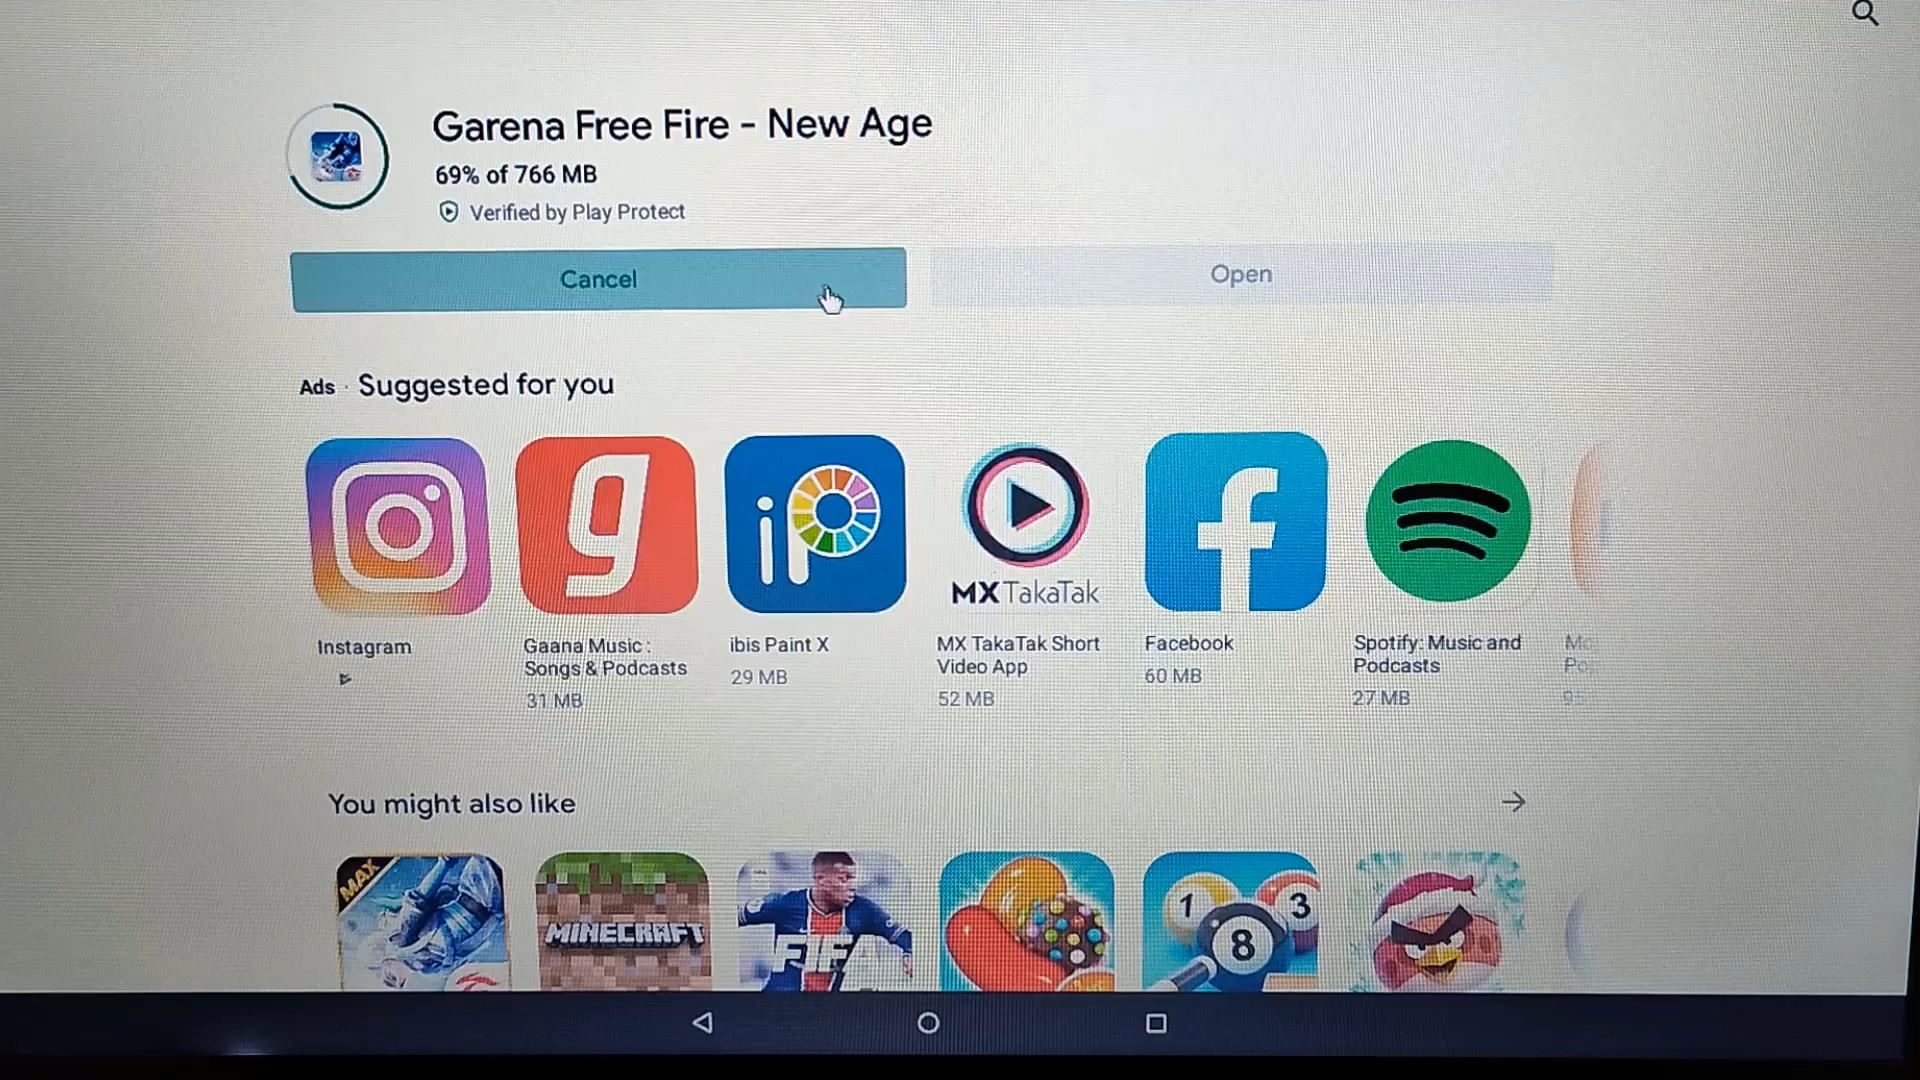 Garena Free Fire - New Age
69% of 766 MB
Verified by Play Protect
Cancel
Open
Ads · Suggested for you
MX TakaTak
Instagram
Gaana Music :
Songs & Podcasts
31 MB
ibis Paint X
29 MB
MX TakaTak Short
Video App
52 MB
Facebook
60 MB
Spotify: Music and
Podcasts
27 MB
You might also like
MAX
MINECRAFT
FIFA
1
3
8